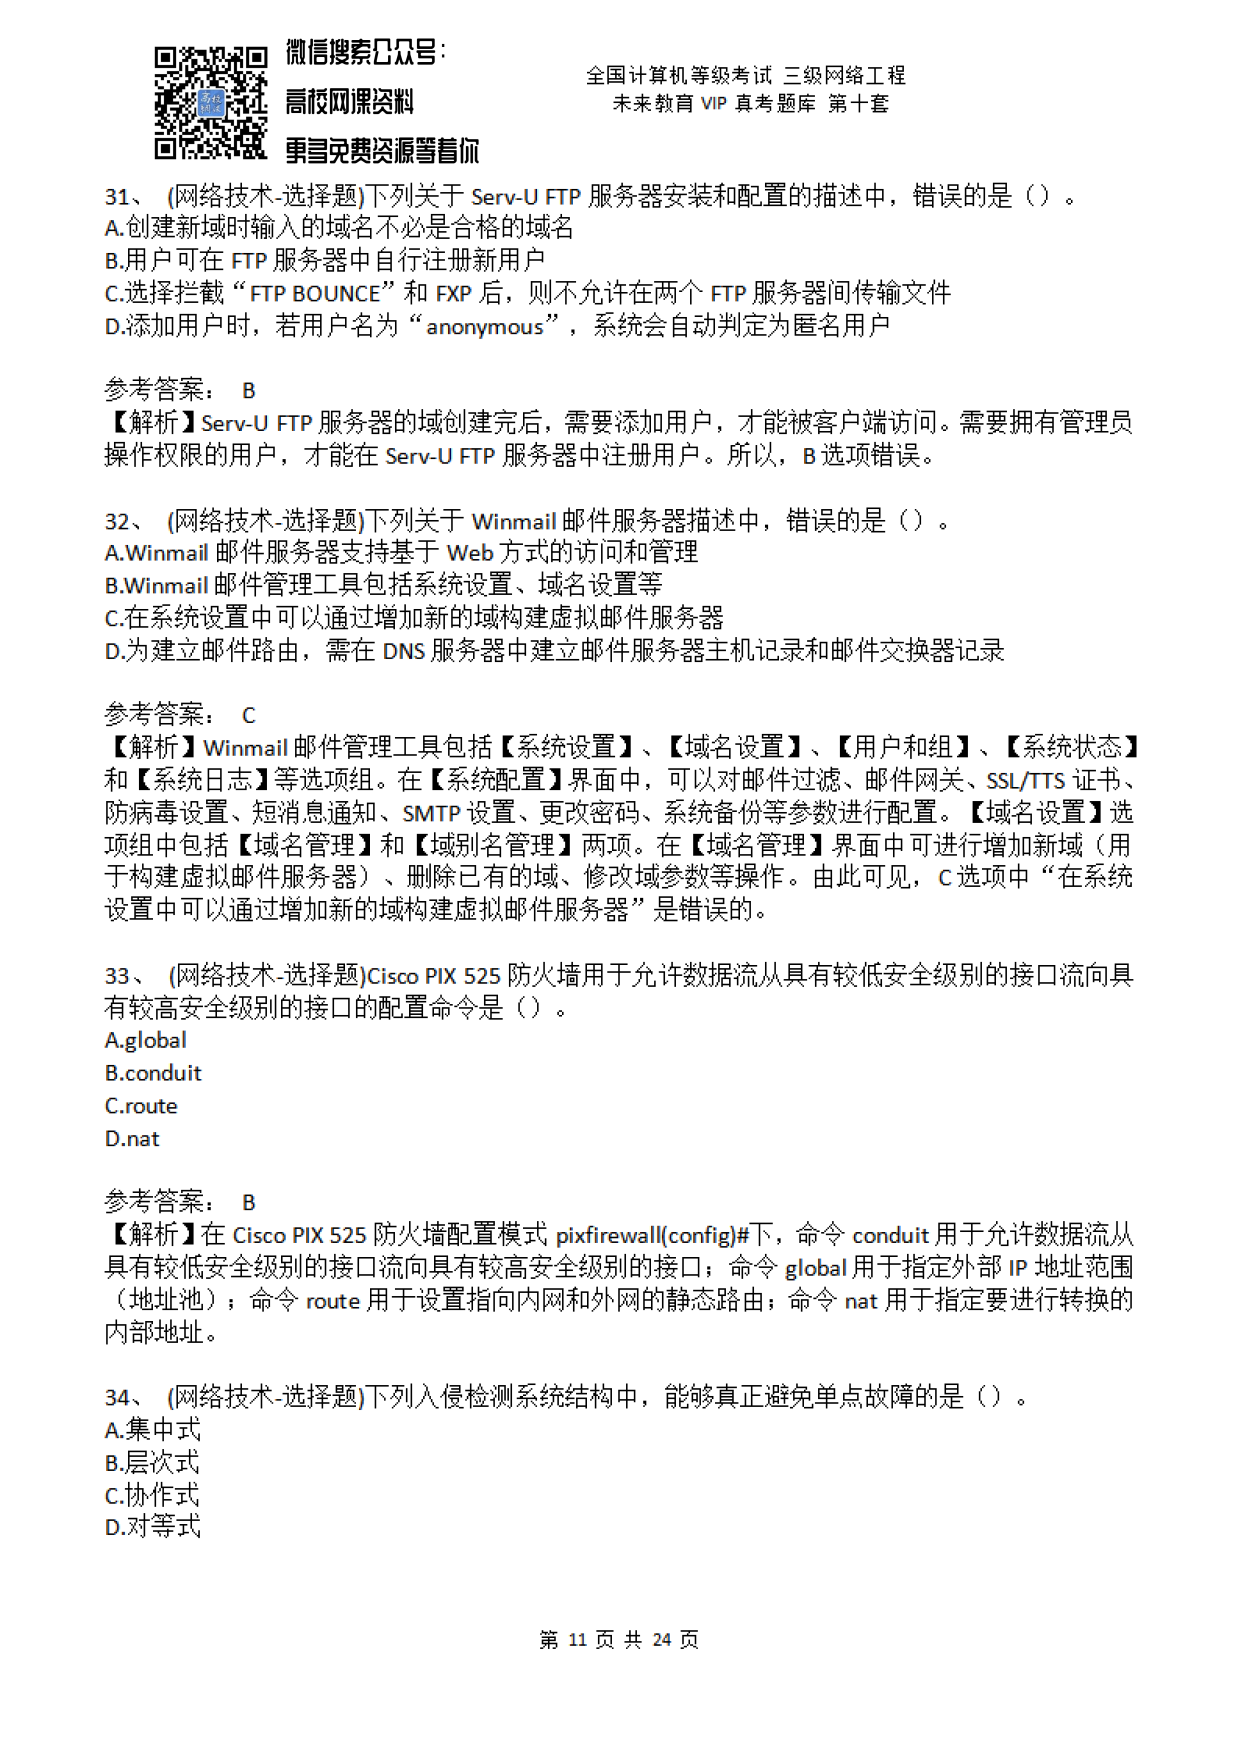 微信搜索公众号：
高校网课资料
更多免费资源等着你
全国计算机等级考试 三级网络工程
未来教育 VIP 真考题库 第十套
31、 (网络技术-选择题)下列关于 Serv-U FTP 服务器安装和配置的描述中，错误的是（）。
A.创建新域时输入的域名不必是合格的域名
B.用户可在 FTP 服务器中自行注册新用户
C.选择拦截“FTP BOUNCE”和 FXP 后，则不允许在两个 FTP 服务器间传输文件
D.添加用户时，若用户名为“anonymous”，系统会自动判定为匿名用户
参考答案： B
【解析】Serv-U FTP 服务器的域创建完后，需要添加用户，才能被客户端访问。需要拥有管理员
操作权限的用户，才能在 Serv-U FTP 服务器中注册用户。所以，B 选项错误。
32、 (网络技术-选择题)下列关于 Winmail 邮件服务器描述中，错误的是（）。
A.Winmail 邮件服务器支持基于 Web 方式的访问和管理
B.Winmail 邮件管理工具包括系统设置、域名设置等
C.在系统设置中可以通过增加新的域构建虚拟邮件服务器
D.为建立邮件路由，需在 DNS 服务器中建立邮件服务器主机记录和邮件交换器记录
参考答案： C
【解析】Winmail 邮件管理工具包括【系统设置】、【域名设置】、【用户和组】、【系统状态】
和【系统日志】等选项组。在【系统配置】界面中，可以对邮件过滤、邮件网关、SSL/TTS 证书、
防病毒设置、短消息通知、SMTP 设置、更改密码、系统备份等参数进行配置。【域名设置】选
项组中包括【域名管理】和【域别名管理】两项。在【域名管理】界面中可进行增加新域（用
于构建虚拟邮件服务器）、删除已有的域、修改域参数等操作。由此可见，C 选项中“在系统
设置中可以通过增加新的域构建虚拟邮件服务器”是错误的。
33、 (网络技术-选择题)Cisco PIX 525 防火墙用于允许数据流从具有较低安全级别的接口流向具
有较高安全级别的接口的配置命令是（）。
A.global
B.conduit
C.route
D.nat
参考答案： B
【解析】在 Cisco PIX 525 防火墙配置模式 pixfirewall(config)#下，命令 conduit 用于允许数据流从
具有较低安全级别的接口流向具有较高安全级别的接口；命令 global 用于指定外部 IP 地址范围
（地址池）；命令 route 用于设置指向内网和外网的静态路由；命令 nat 用于指定要进行转换的
内部地址。
34、 (网络技术-选择题)下列入侵检测系统结构中，能够真正避免单点故障的是（）。
A.集中式
B.层次式
C.协作式
D.对等式
第 11 页 共 24 页